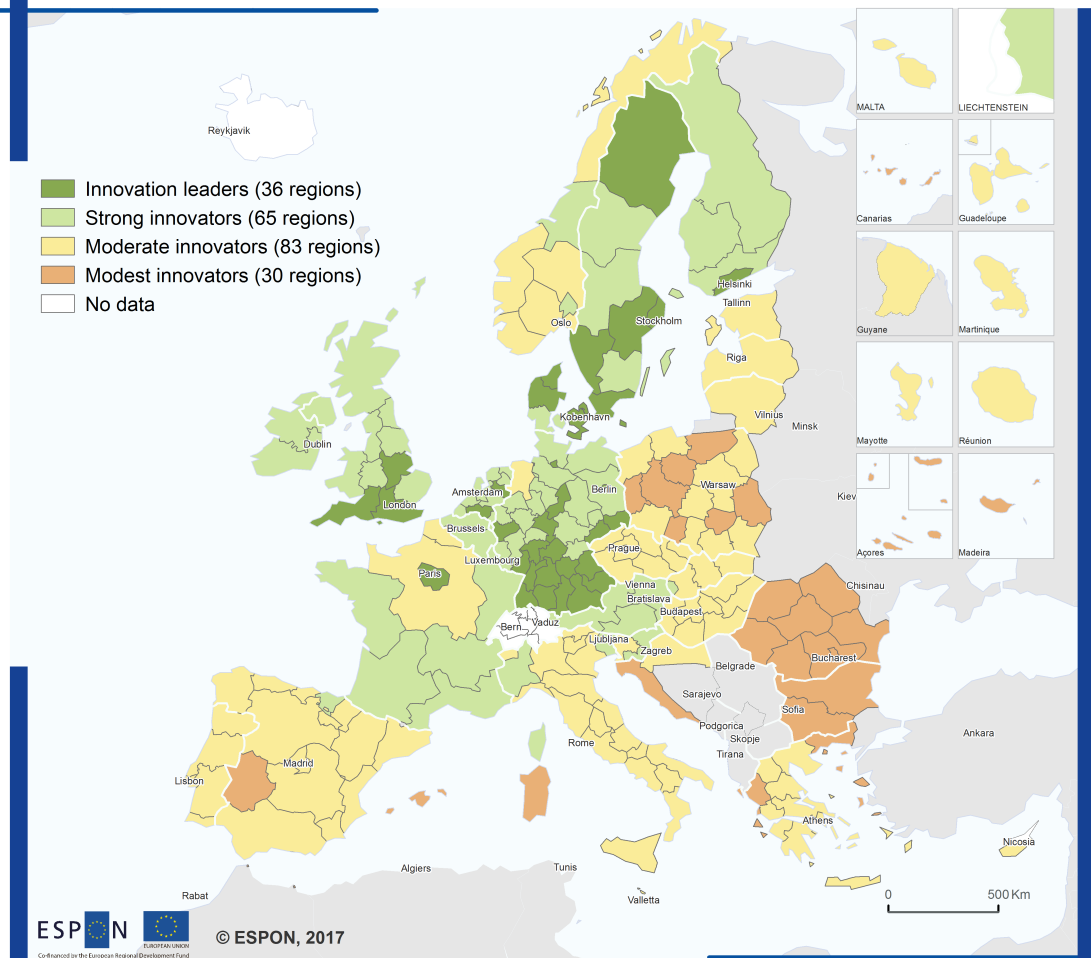 MALTA
LIECHTENSTEIN
Reykjavik
Innovation leaders (36 regions)
Strong innovators (65 regions)
Moderate innovators (83 regions)
Modest innovators (30 regions)
No data
Canarias
Guadeloupe
Helsinki
Tallinn
Oslo
Stockholm
Guyane
Martinique
Riga
København
Vilnius
Minsk
Mayotte
Réunion
Dublin
Warsaw
Amsterdam
Berlin
London
Kiev
Brussels
Prague
Açores
Madeira
Luxembourg
Paris
Vienna
Chisinau
Bratislava
Budapest
Bern
Vaduz
Ljubljana
Zagreb
Bucharest
Belgrade
Sarajevo
Sofia
Podgorica
Skopje
Rome
Tirana
Ankara
Madrid
Lisbon
Athens
Nicosia
Algiers
Tunis
Rabat
Valletta
0 500 Km
ESPON
EUROPEAN UNION
Co-financed by the European Regional Development Fund
© ESPON, 2017